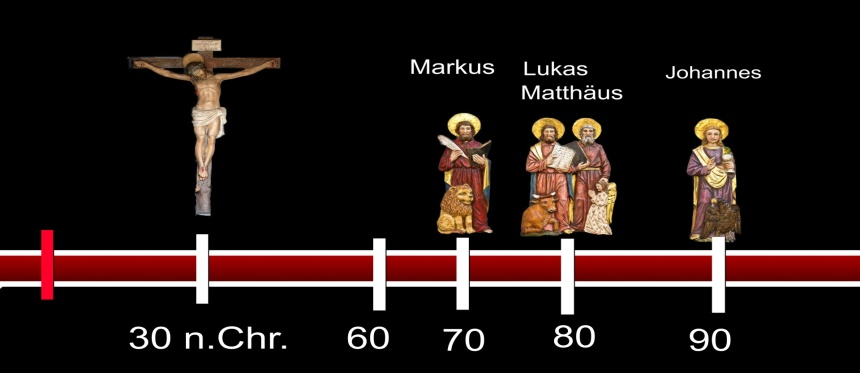 Markus
Lukas
Matthäus
Johannes
30 n.Chr.
60
70
80
90